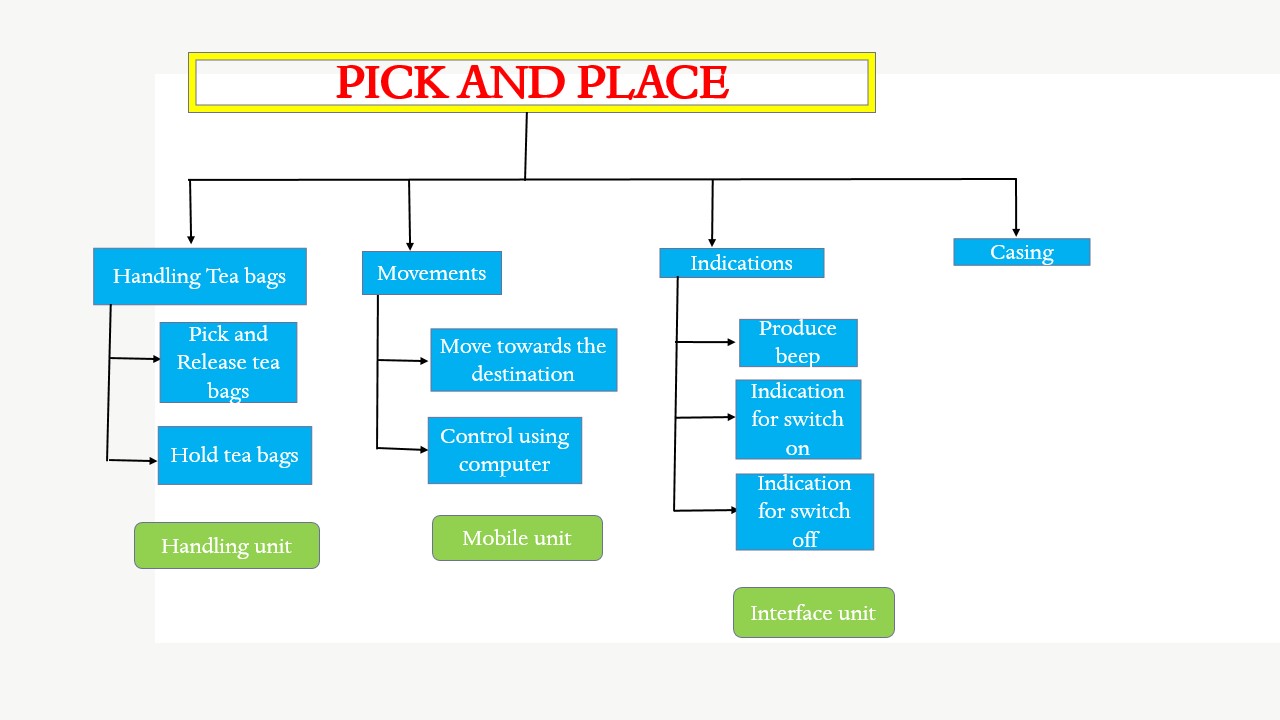 PICK AND PLACE
Handling Tea bags
Pick and
Release tea
bags
Hold tea bags
Handling unit
Movements
Move towards the
destination
Control using
computer
Mobile unit
Indications
Produce
beep
Indication
for switch
on
Indication
for switch
off
Interface unit
Casing